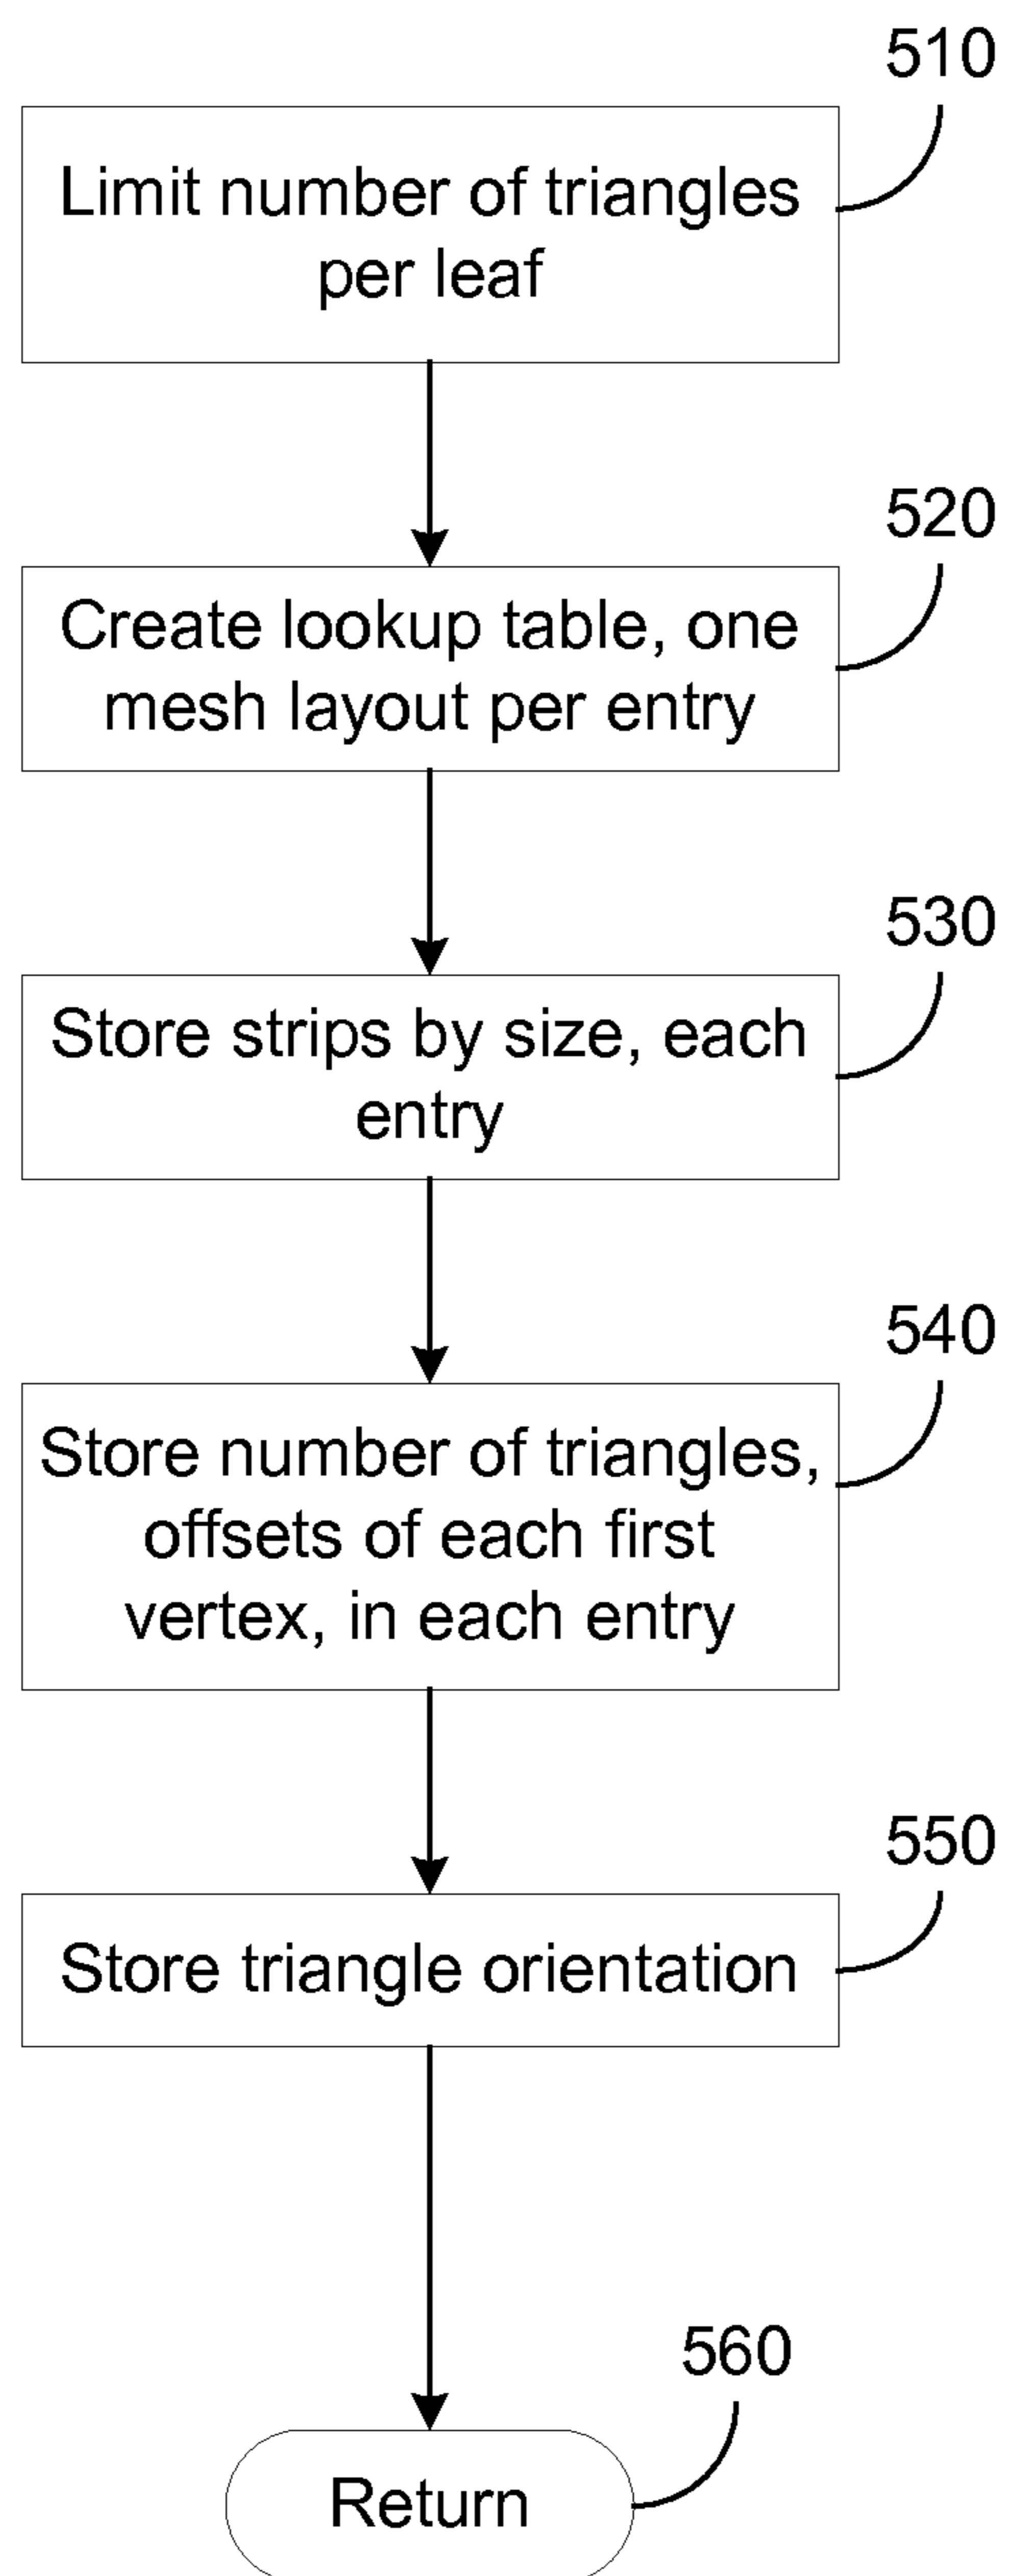 510
Limit number of triangles
per leaf
520
Create lookup table, one
mesh layout per entry
530
Store strips by size, each
entry
540
Store number of triangles,
offsets of each first
vertex, in each entry
550
Store triangle orientation
560
Return